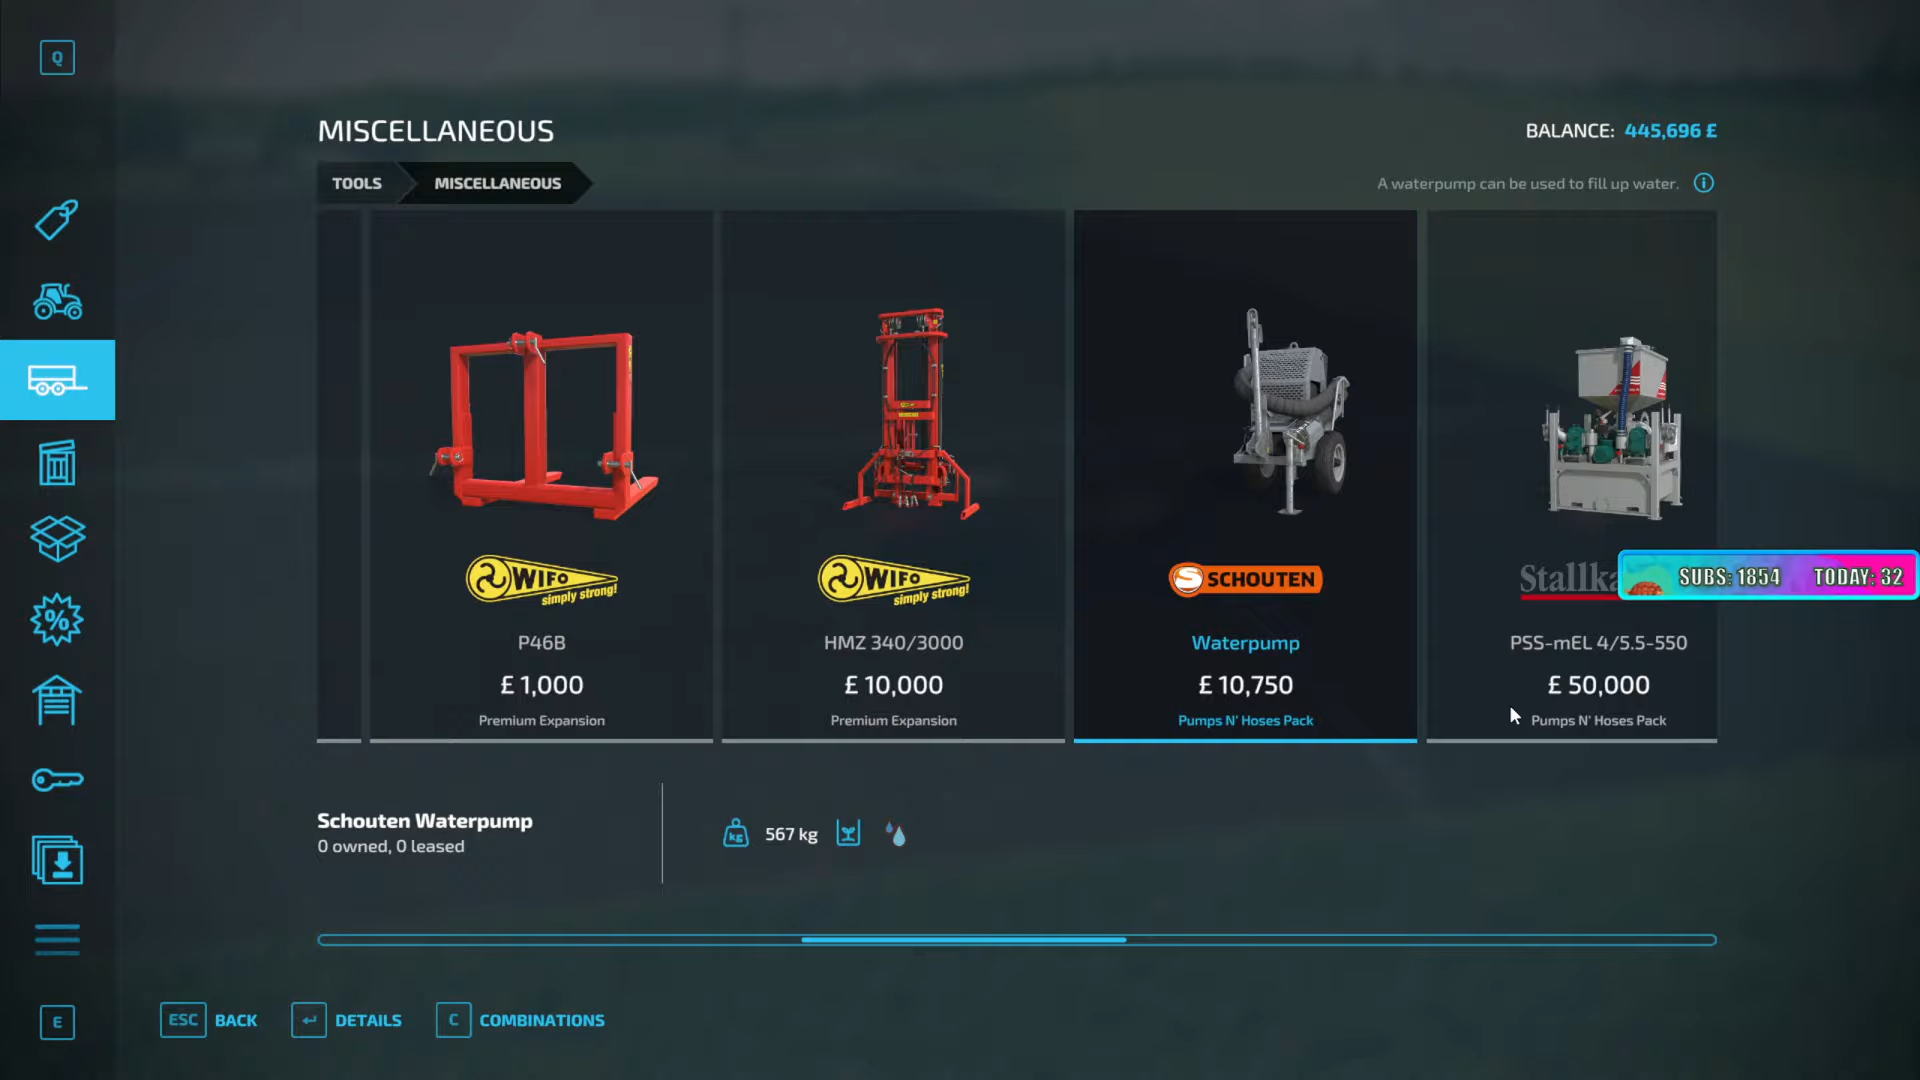 Q
MISCELLANEOUS
BALANCE: 445,696 £
TOOLS
MISCELLANEOUS
A waterpump can be used to fill up water.
WIFO
simply strong!
P46B
£ 1,000
Premium Expansion
WIFO
simply strong!
HMZ 340/3000
£ 10,000
Premium Expansion
SCHOUTEN
Waterpump
£ 10,750
Pumps N' Hoses Pack
Stallka
PSS-mEL 4/5.5-550
£ 50,000
Pumps N' Hoses Pack
SUBS: 1854 TODAY: 32
Schouten Waterpump
0 owned, 0 leased
kg
567 kg
E
ESC BACK
DETAILS
C COMBINATIONS